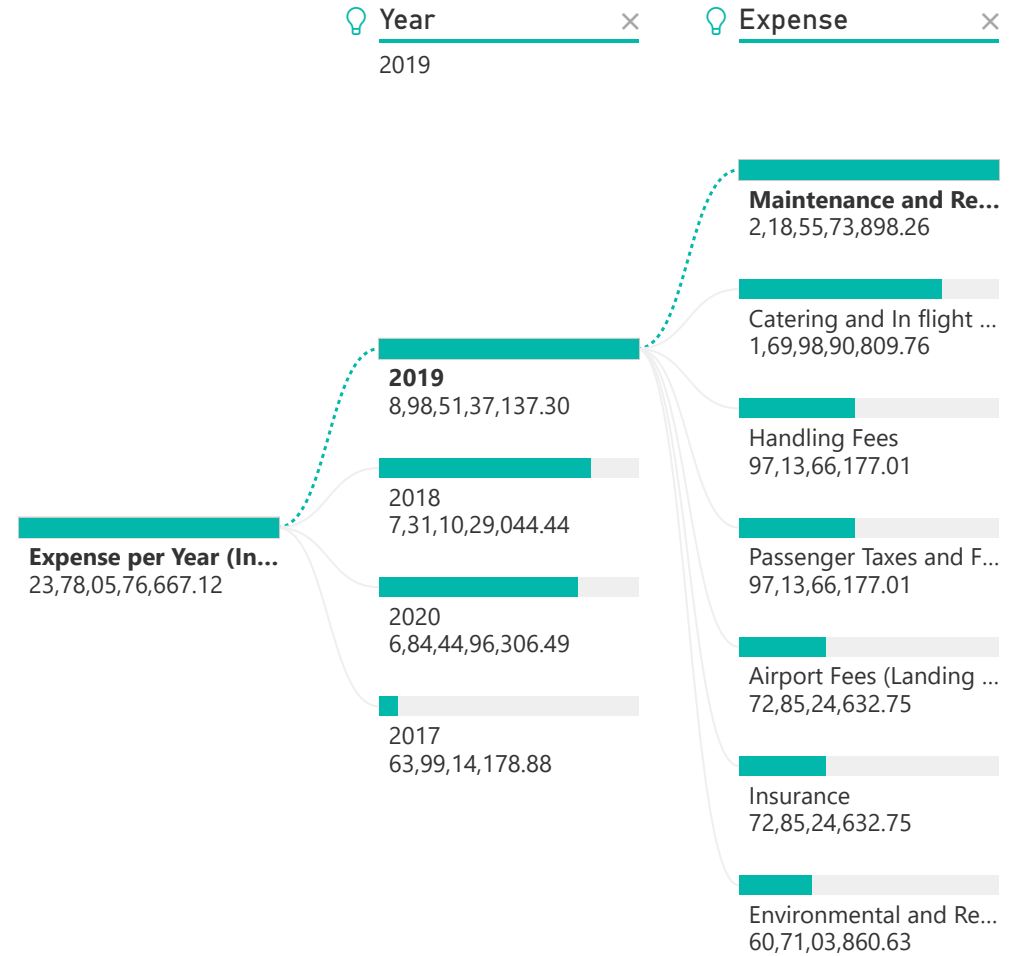 Year
2019
Expense
Expense per Year (In...
23,78,05,76,667.12
2019
8,98,51,37,137.30
2018
7,31,10,29,044.44
2020
6,84,44,96,306.49
2017
63,99,14,178.88
Maintenance and Re...
2,18,55,73,898.26
Catering and In flight ...
1,69,98,90,809.76
Handling Fees
97,13,66,177.01
Passenger Taxes and F...
97,13,66,177.01
Airport Fees (Landing ...
72,85,24,632.75
Insurance
72,85,24,632.75
Environmental and Re...
60,71,03,860.63